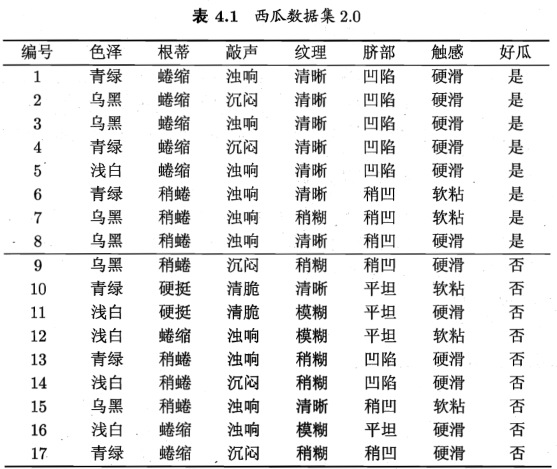 表 4.1 西瓜数据集 2.0
编号 色泽 根蒂 敲声 纹理 脐部 触感 好瓜
1 青绿 蜷缩 浊响 清晰 凹陷 硬滑 是
2 乌黑 蜷缩 沉闷 清晰 凹陷 硬滑 是
3 乌黑 蜷缩 浊响 清晰 凹陷 硬滑 是
4 青绿 蜷缩 沉闷 清晰 凹陷 硬滑 是
5 浅白 蜷缩 浊响 清晰 凹陷 硬滑 是
6 青绿 稍蜷 浊响 清晰 稍凹 软粘 是
7 乌黑 稍蜷 浊响 稍糊 稍凹 软粘 是
8 乌黑 稍蜷 浊响 清晰 稍凹 硬滑 是
9 乌黑 稍蜷 沉闷 稍糊 稍凹 硬滑 否
10 青绿 硬挺 清脆 清晰 平坦 软粘 否
11 浅白 硬挺 清脆 模糊 平坦 硬滑 否
12 浅白 蜷缩 浊响 模糊 平坦 软粘 否
13 青绿 稍蜷 浊响 稍糊 凹陷 硬滑 否
14 浅白 稍蜷 沉闷 稍糊 凹陷 硬滑 否
15 乌黑 稍蜷 浊响 清晰 稍凹 软粘 否
16 浅白 蜷缩 浊响 模糊 平坦 硬滑 否
17 青绿 蜷缩 沉闷 稍糊 稍凹 硬滑 否